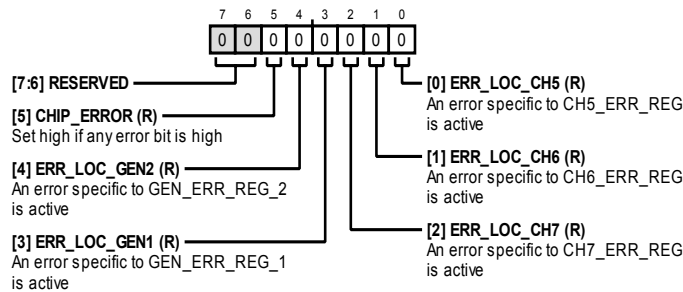 7 6 5 4 3 2 1 0
0 0 0 0 0 0 0 0
[7:6] RESERVED
[5] CHIP_ERROR (R)
Set high if any error bit is high
[4] ERR_LOC_GEN2 (R)
An error specific to GEN_ERR_REG_2
is active
[3] ERR_LOC_GEN1 (R)
An error specific to GEN_ERR_REG_1
is active
[0] ERR_LOC_CH5 (R)
An error specific to CH5_ERR_REG
is active
[1] ERR_LOC_CH6 (R)
An error specific to CH6_ERR_REG
is active
[2] ERR_LOC_CH7 (R)
An error specific to CH7_ERR_REG
is active